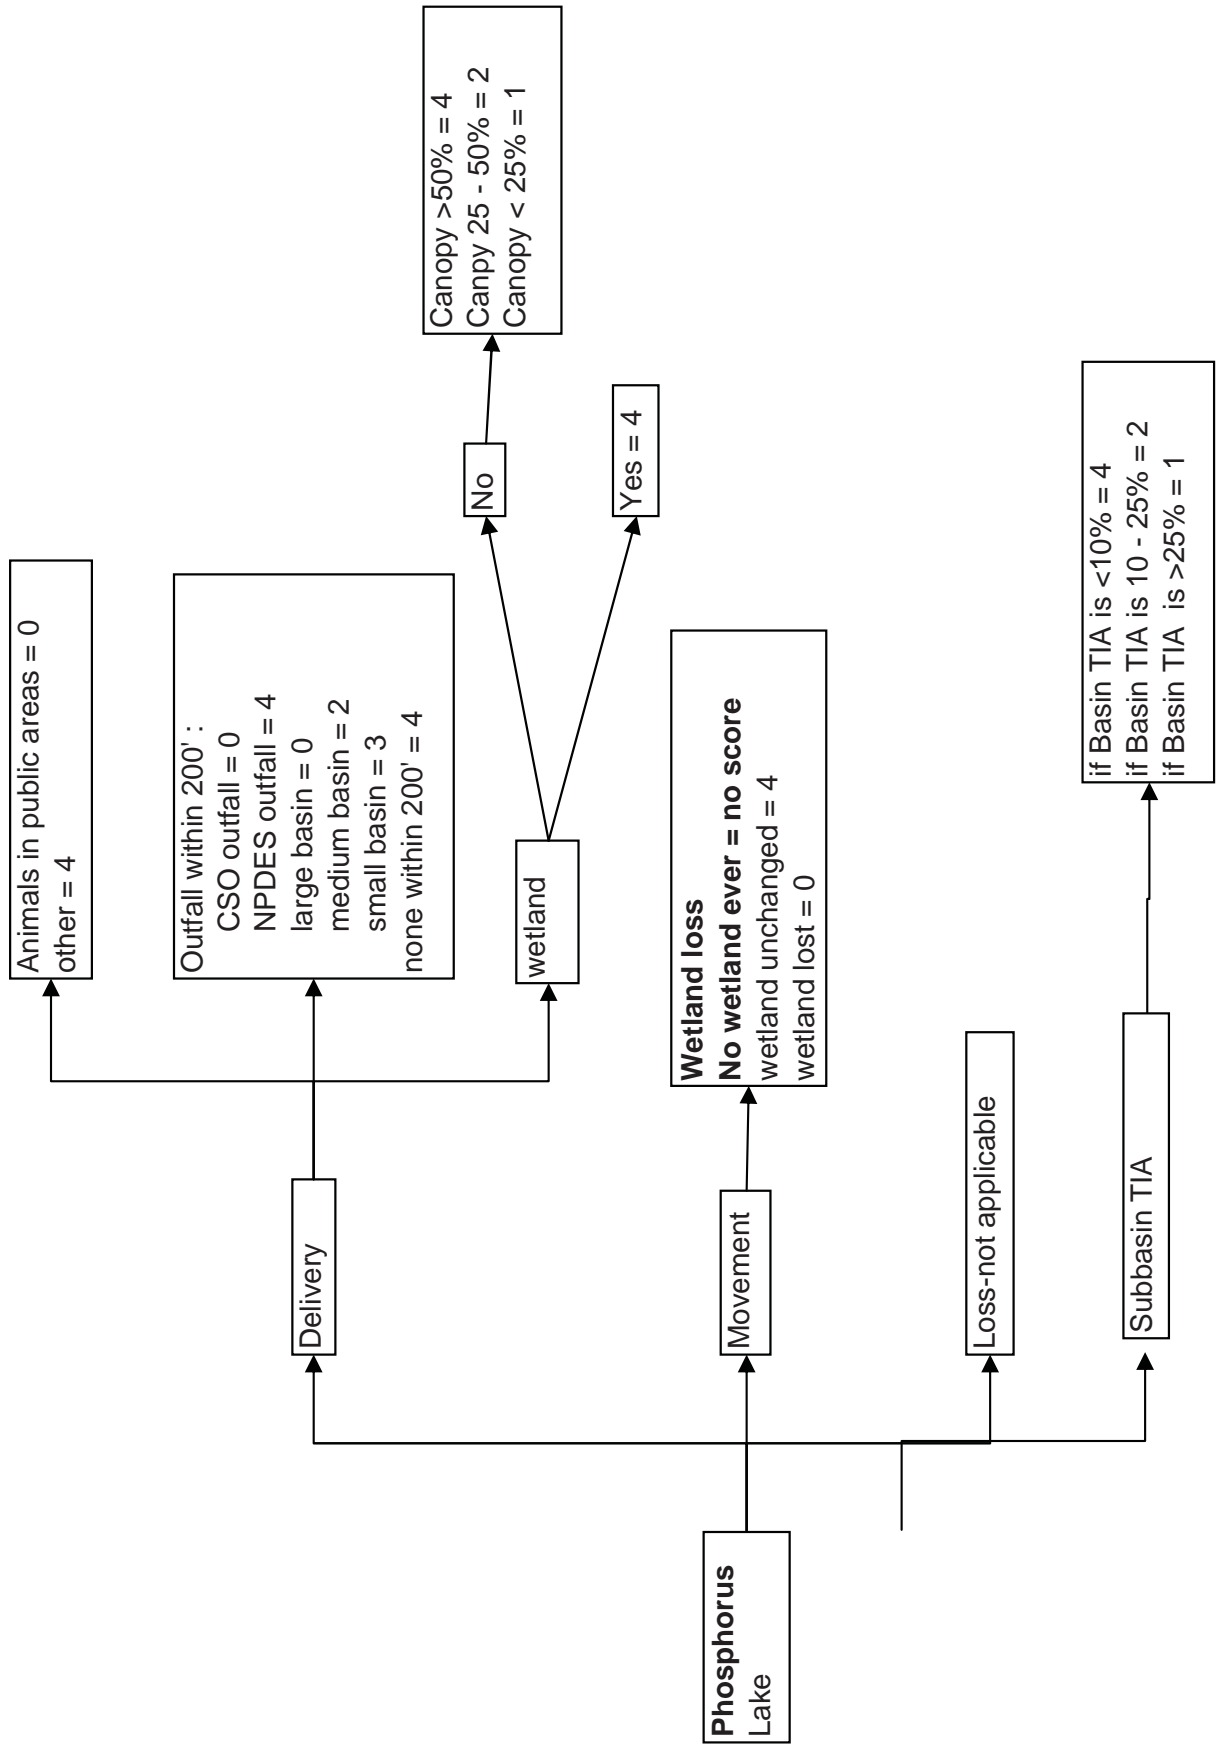 Phosphorus
Lake
Delivery
Movement
Loss-not applicable
Subbasin TIA
Animals in public areas = 0
other = 4
Outfall within 200' :
CSO outfall = 0
NPDES outfall = 4
large basin = 0
medium basin = 2
small basin = 3
none within 200' = 4
wetland
No
Yes = 4
Canopy >50% = 4
Canpy 25 - 50% = 2
Canopy < 25% = 1
Wetland loss
No wetland ever = no score
wetland unchanged = 4
wetland lost = 0
if Basin TIA is <10% = 4
if Basin TIA is 10 - 25% = 2
if Basin TIA  is >25% = 1